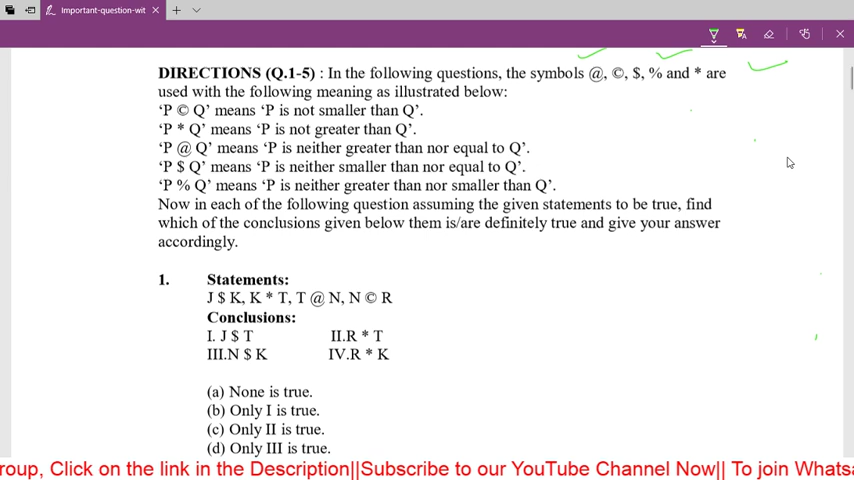 Important-question-wit
DIRECTIONS (Q.1-5) : In the following questions, the symbols @, ©, $, % and * are
used with the following meaning as illustrated below:
‘P © Q’ means ‘P is not smaller than Q’.
‘P * Q’ means ‘P is not greater than Q’.
‘P @ Q’ means ‘P is neither greater than nor equal to Q’.
‘P $ Q’ means ‘P is neither smaller than nor equal to Q’.
‘P % Q’ means ‘P is neither greater than nor smaller than Q’.
Now in each of the following question assuming the given statements to be true, find
which of the conclusions given below them is/are definitely true and give your answer
accordingly.
1. Statements:
J $ K, K * T, T @ N, N © R
Conclusions:
I. J $ T II.R * T
III.N $ K IV.R * K
(a) None is true.
(b) Only I is true.
(c) Only II is true.
(d) Only III is true.
roup, Click on the link in the Description||Subscribe to our YouTube Channel Now|| To join Whatsa